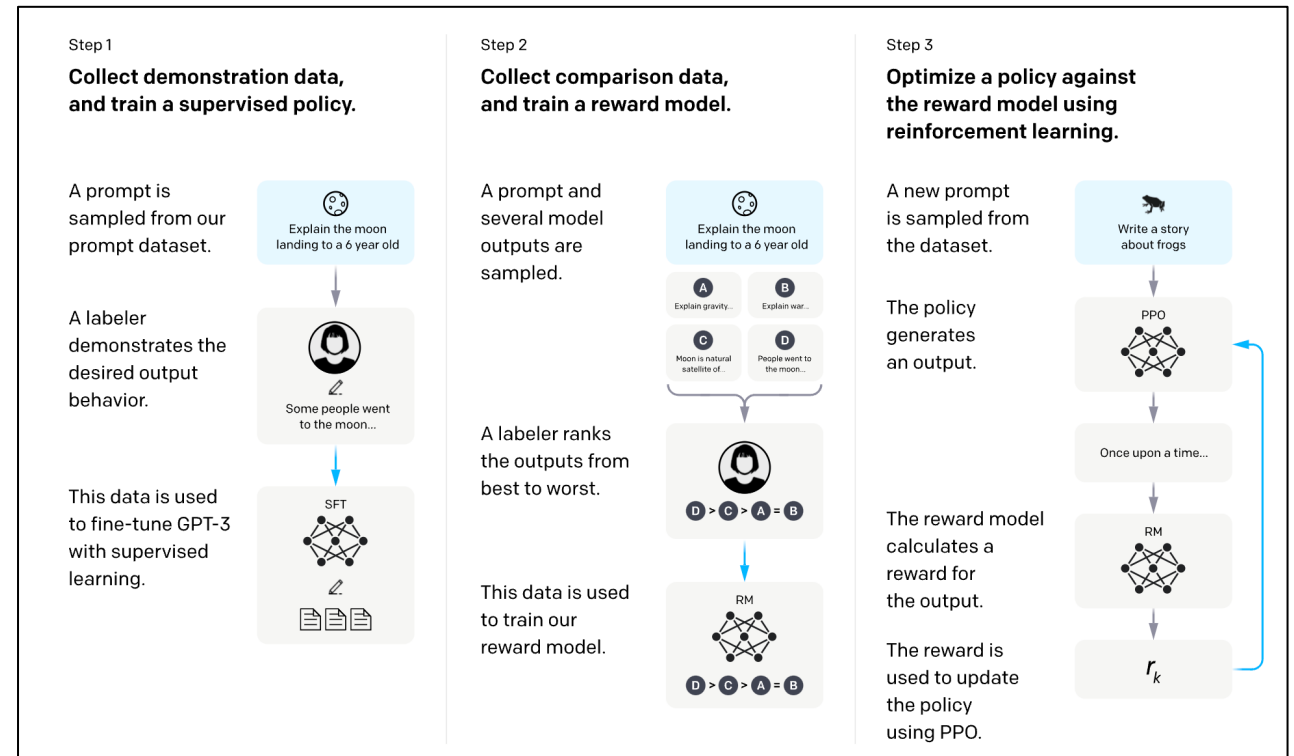 Step 1
Collect demonstration data,
and train a supervised policy.
A prompt is
sampled from our
prompt dataset.
Explain the moon
landing to a 6 year old
A labeler
demonstrates the
desired output
behavior.
Some people went
to the moon...
This data is used
to fine-tune GPT-3
with supervised
learning.
SFT
Step 2
Collect comparison data,
and train a reward model.
A prompt and
several model
outputs are
sampled.
Explain the moon
landing to a 6 year old
A
Explain gravity...
B
Explain war...
C
Moon is natural
satellite of...
D
People went to
the moon...
A labeler ranks
the outputs from
best to worst.
D > C > A = B
This data is used
to train our
reward model.
RM
D > C > A = B
Step 3
Optimize a policy against
the reward model using
reinforcement learning.
A new prompt
is sampled from
the dataset.
Write a story
about frogs
The policy
generates
an output.
PPO
Once upon a time...
The reward model
calculates a
reward for
the output.
RM
The reward is
used to update
the policy
using PPO.
rk